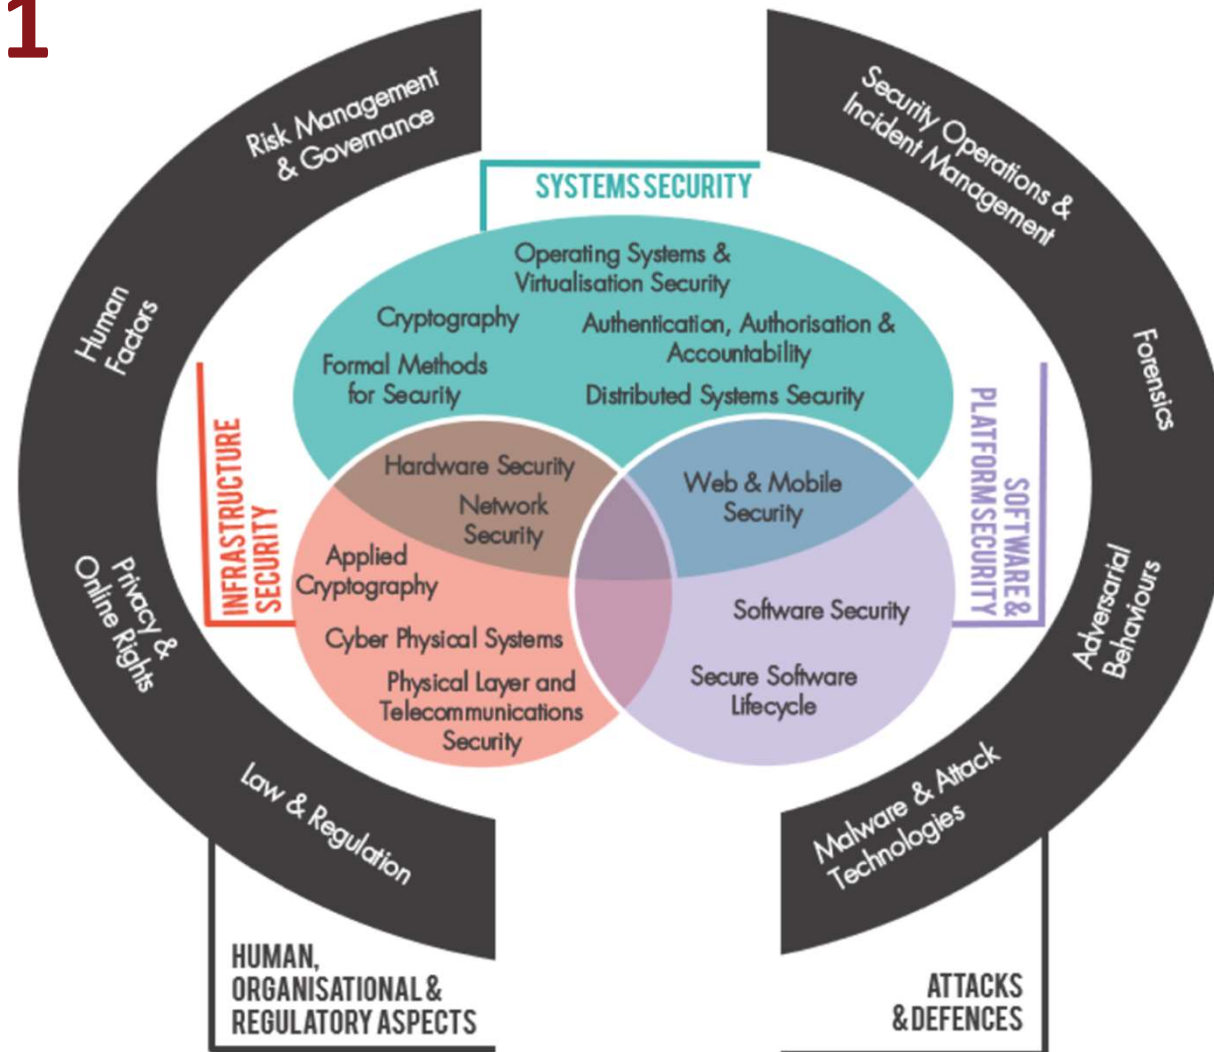 1
Risk Management
& Governance
Human
Factors
Privacy &
Online Rights
Law & Regulation
HUMAN,
ORGANISATIONAL &
REGULATORY ASPECTS
SYSTEMS SECURITY
Operating Systems &
Virtualisation Security
Cryptography
Authentication, Authorisation &
Accountability
Formal Methods
for Security
Distributed Systems Security
INFRASTRUCTURE
SECURITY
Hardware Security
Network
Security
Applied
Cryptography
Cyber Physical Systems
Physical Layer and
Telecommunications
Security
Web & Mobile
Security
SOFTWARE &
PLATFORM SECURITY
Software Security
Secure Software
Lifecycle
Security Operations &
Incident Management
Forensics
Adversarial
Behaviours
Malware & Attack
Technologies
ATTACKS
& DEFENCES